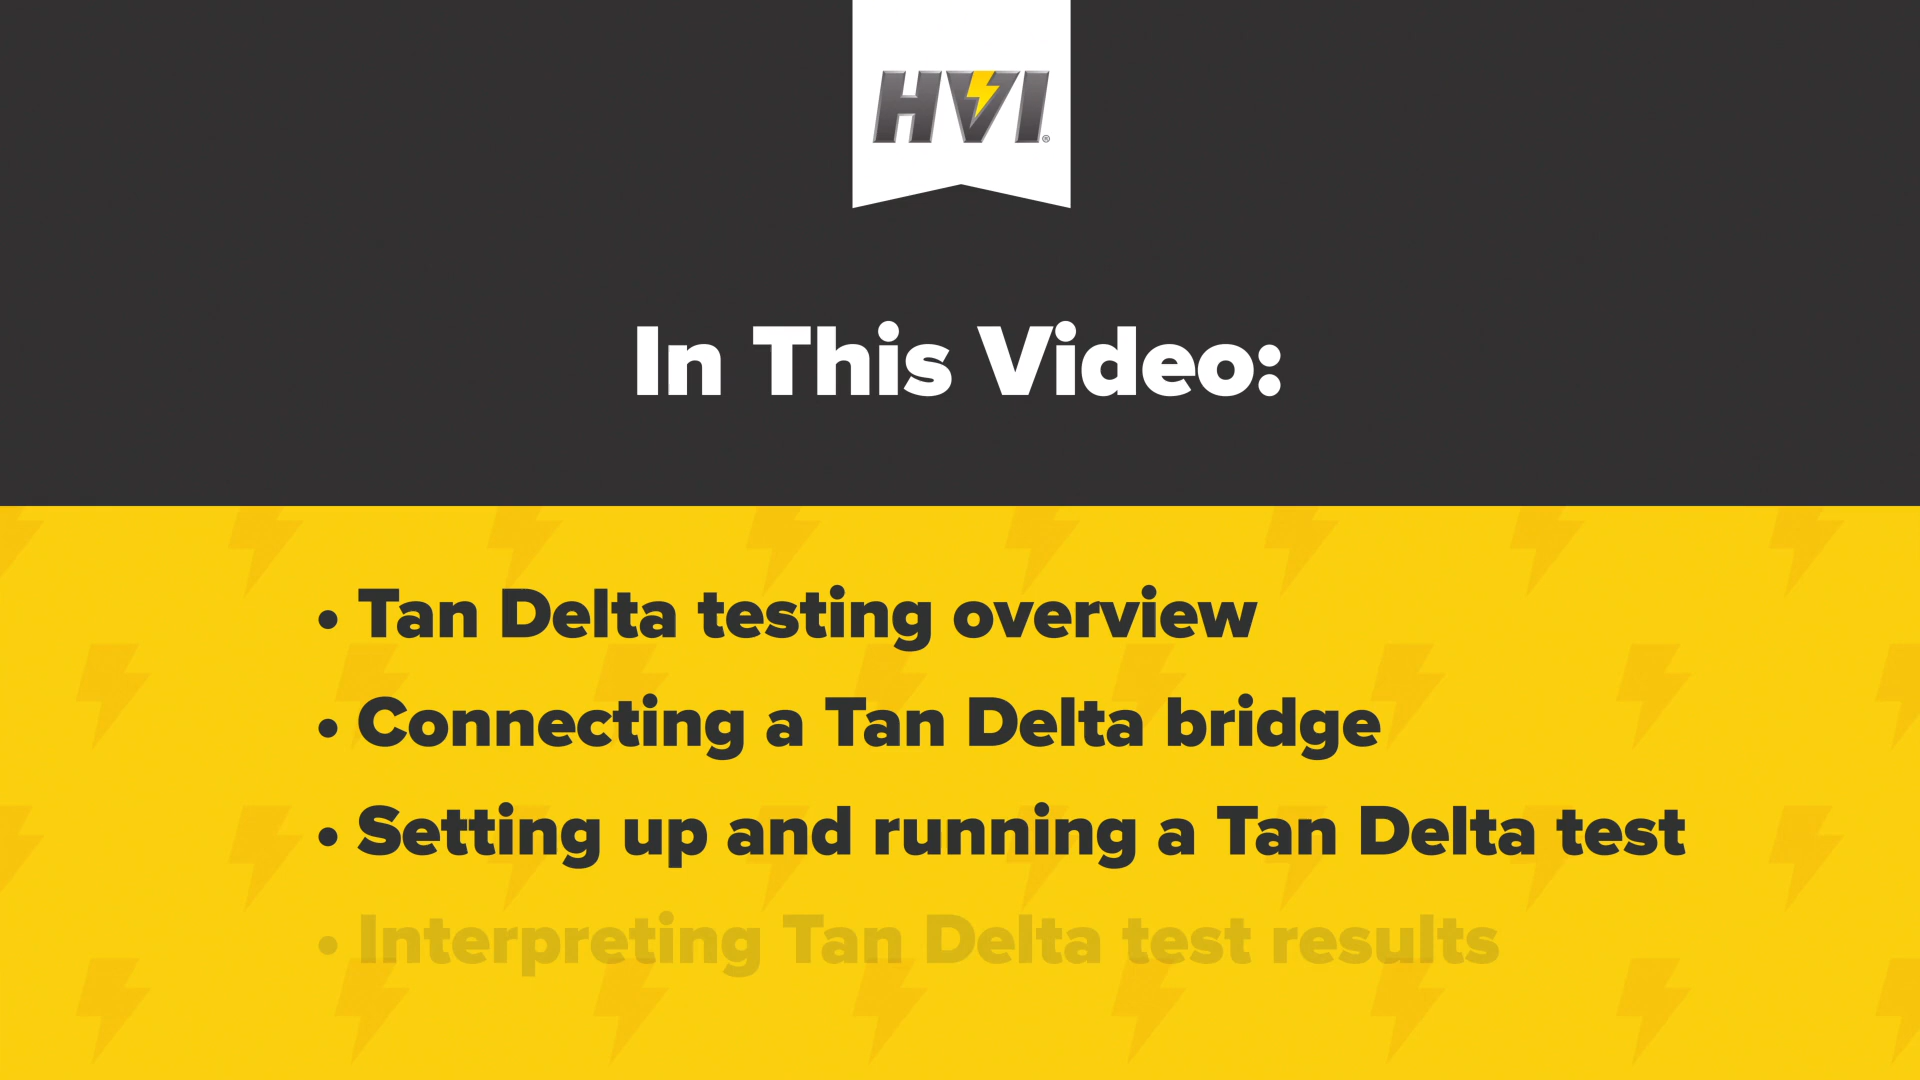 HVI®
In This Video:
• Tan Delta testing overview
• Connecting a Tan Delta bridge
• Setting up and running a Tan Delta test
• Interpreting Tan Delta test results